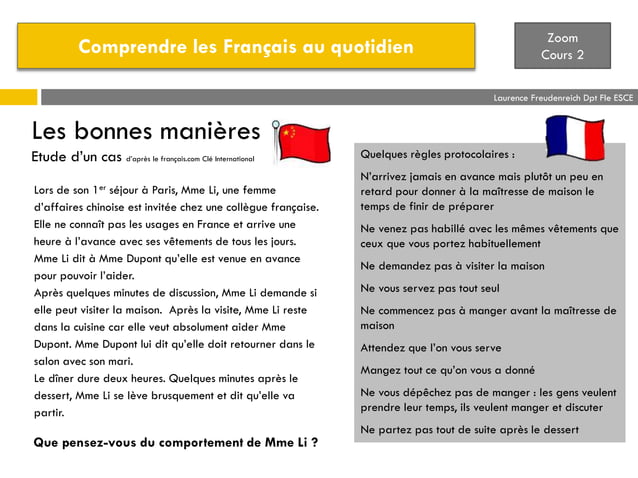 Comprendre les Français au quotidien
Zoom
Cours 2
Laurence Freudenreich Dpt Fle ESCE
Les bonnes manières
Etude d'un cas d'après le français.com Clé International
Lors de son 1er séjour à Paris, Mme Li, une femme
d'affaires chinoise est invitée chez une collègue française.
Elle ne connaît pas les usages en France et arrive une
heure à l'avance avec ses vêtements de tous les jours.
Mme Li dit à Mme Dupont qu'elle est venue en avance
pour pouvoir l'aider.
Après quelques minutes de discussion, Mme Li demande si
elle peut visiter la maison.  Après la visite, Mme Li reste
dans la cuisine car elle veut absolument aider Mme
Dupont. Mme Dupont lui dit qu'elle doit retourner dans le
salon avec son mari.
Le dîner dure deux heures. Quelques minutes après le
dessert, Mme Li se lève brusquement et dit qu'elle va
partir.
Que pensez-vous du comportement de Mme Li ?
Quelques règles protocolaires :
N'arrivez jamais en avance mais plutôt un peu en
retard pour donner à la maîtresse de maison le
temps de finir de préparer
Ne venez pas habillé avec les mêmes vêtements que
ceux que vous portez habituellement
Ne demandez pas à visiter la maison
Ne vous servez pas tout seul
Ne commencez pas à manger avant la maîtresse de
maison
Attendez que l'on vous serve
Mangez tout ce qu'on vous a donné
Ne vous dépêchez pas de manger : les gens veulent
prendre leur temps, ils veulent manger et discuter
Ne partez pas tout de suite après le dessert